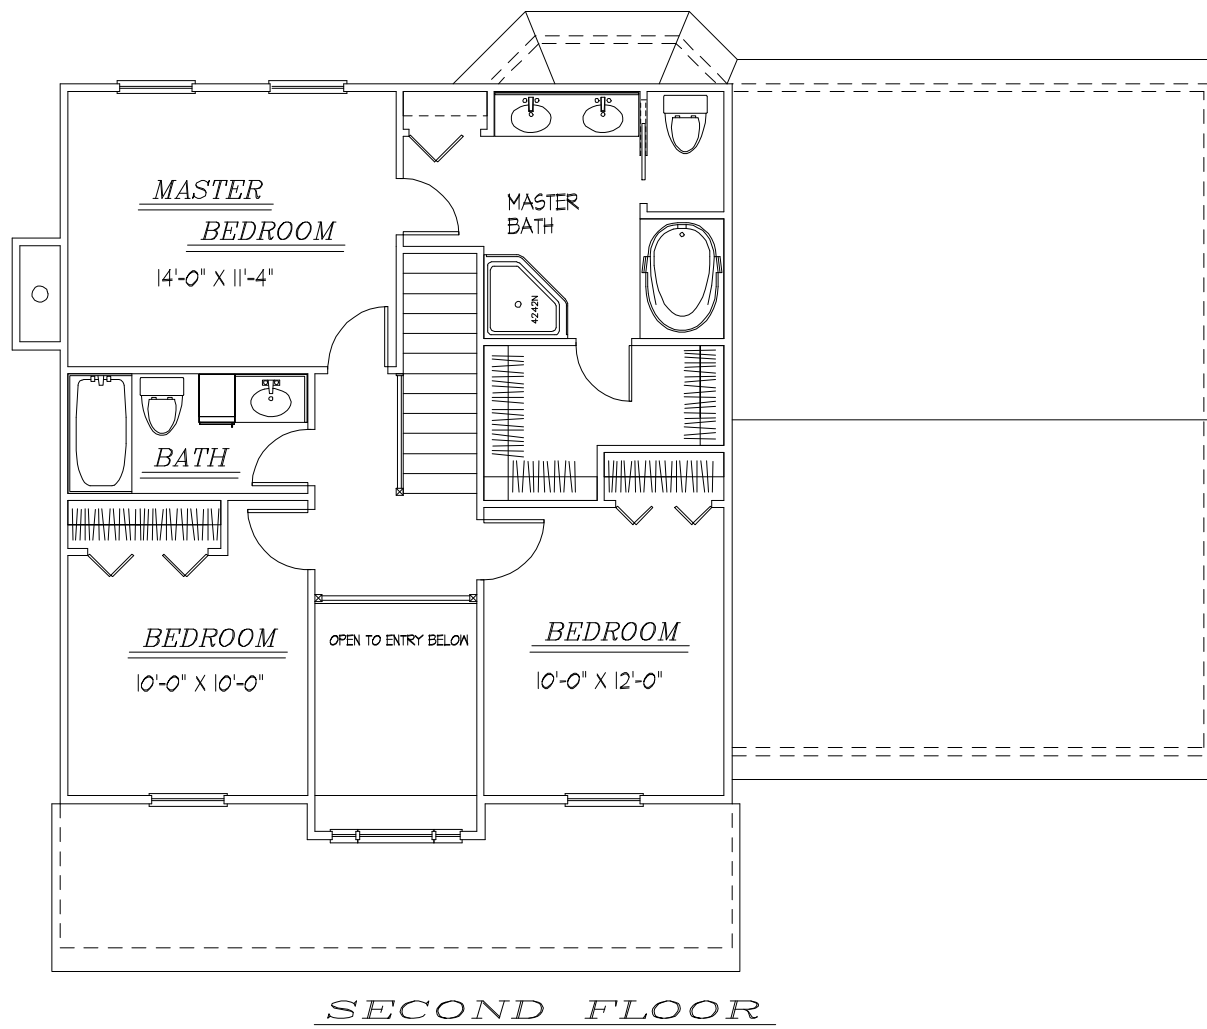 MASTER
BEDROOM
14'-0" X 11'-4"
MASTER
BATH
4242N
BATH
BEDROOM
10'-0" X 10'-0"
OPEN TO ENTRY BELOW
BEDROOM
10'-0" X 12'-0"
SECOND FLOOR